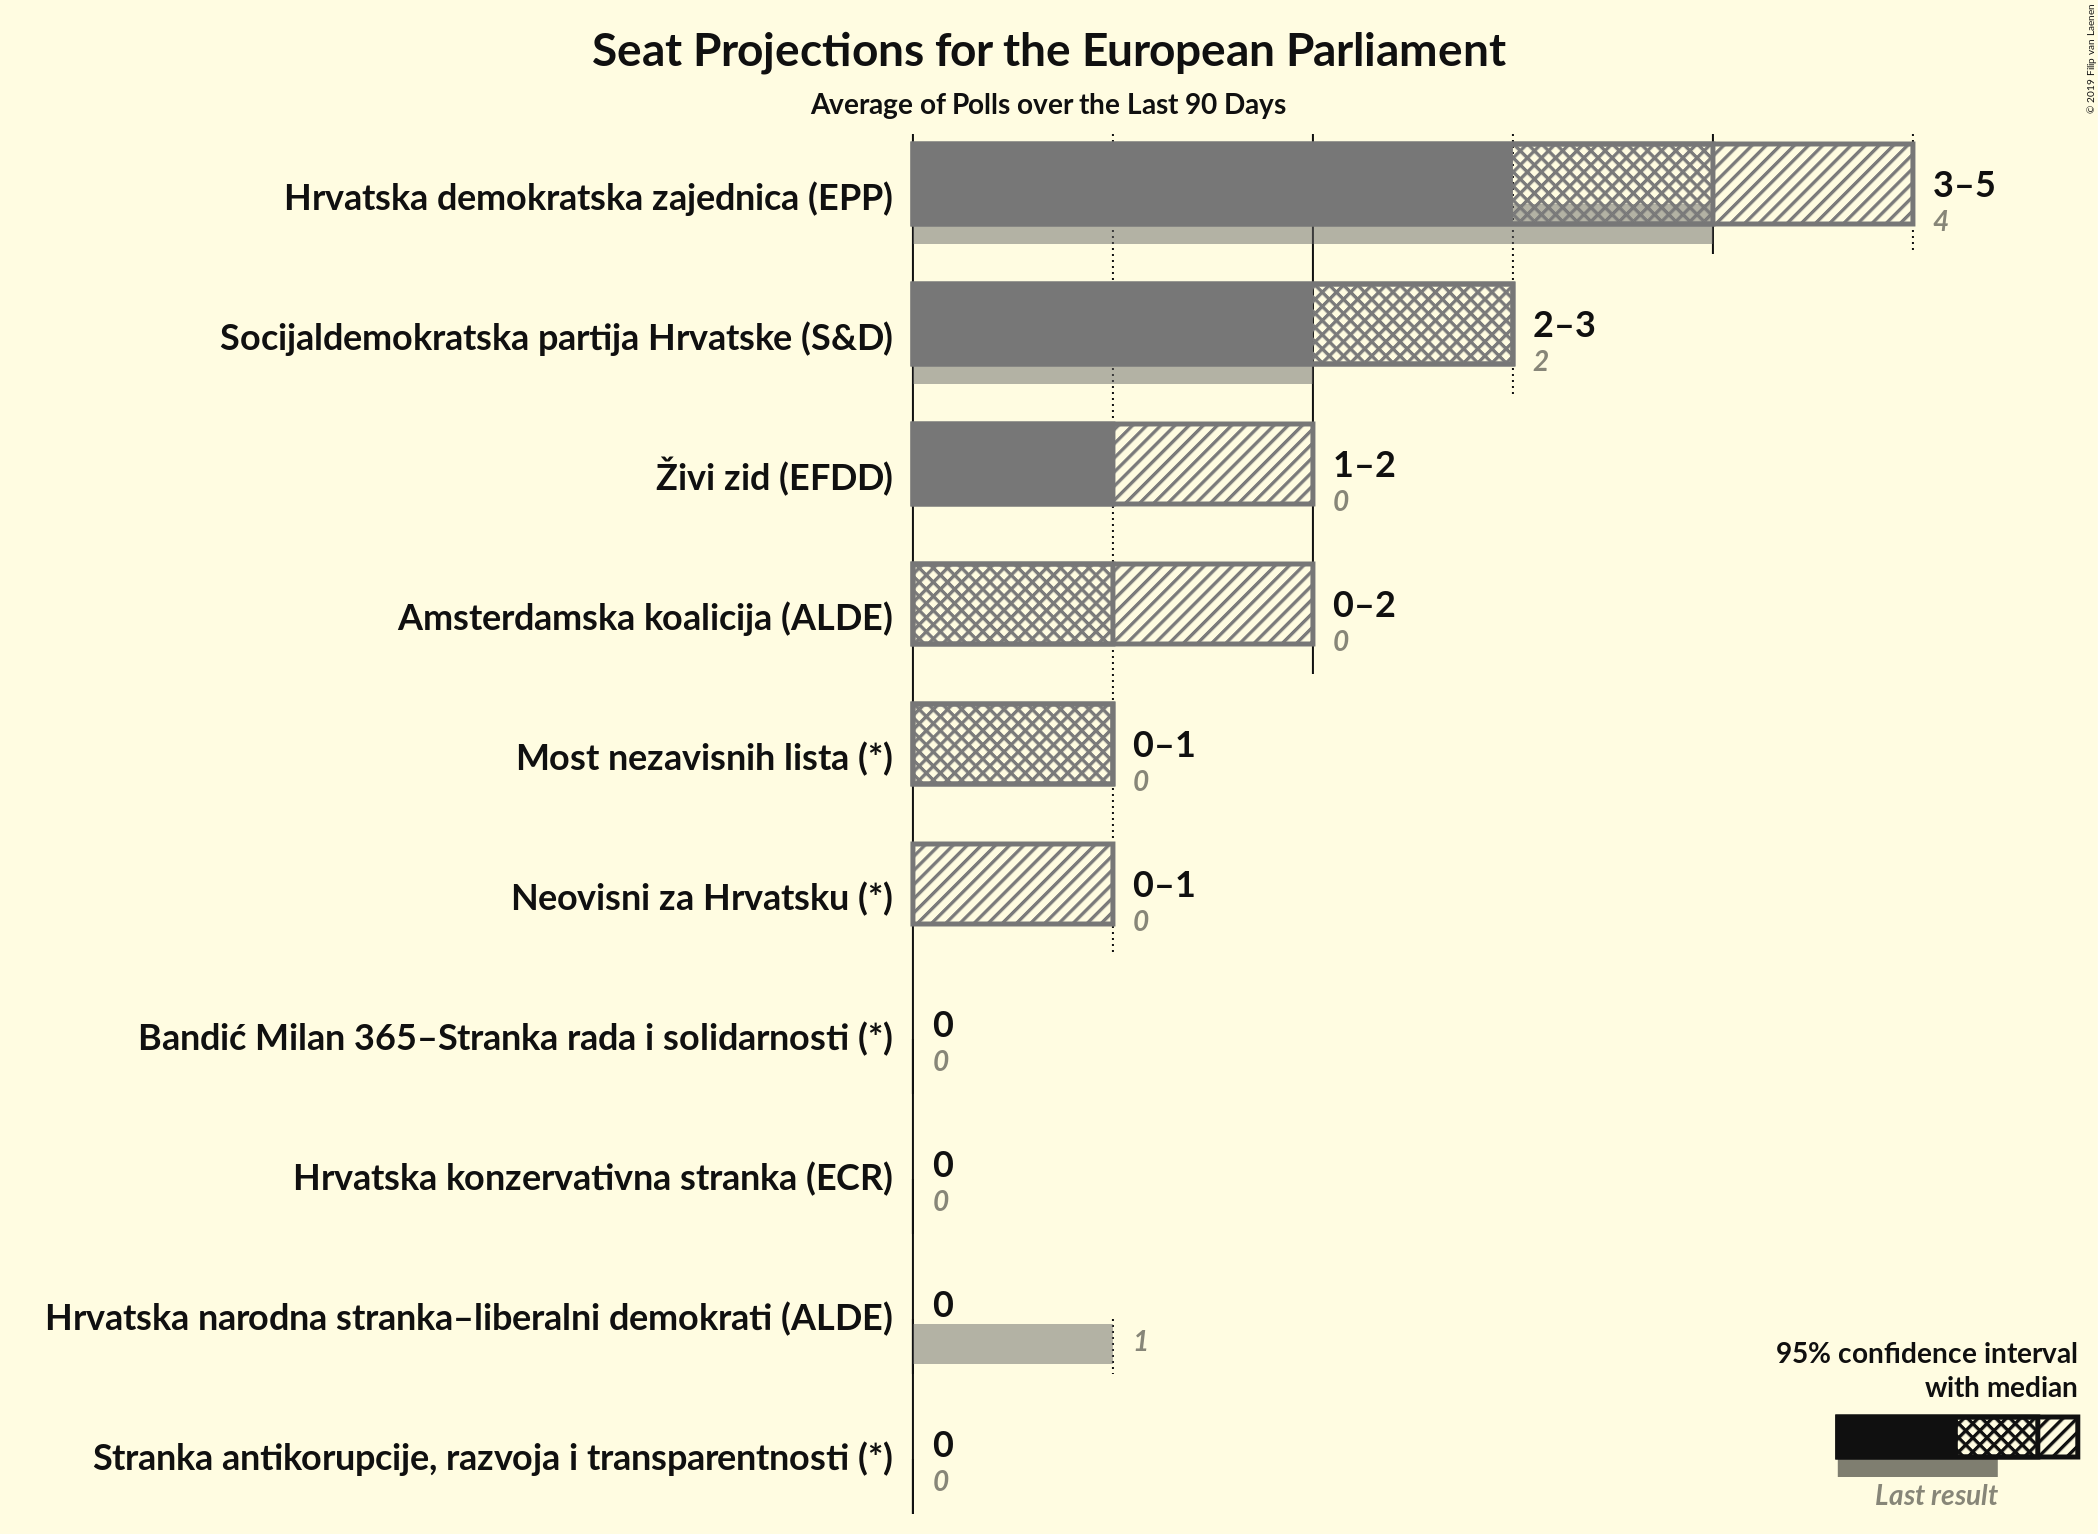 Seat Projections for the European Parliament
Average of Polls over the Last 90 Days
© 2019 Filip van Laenen
Hrvatska demokratska zajednica (EPP)
3–5
4
Socijaldemokratska partija Hrvatske (S&D)
2–3
2
Živi zid (EFDD)
1–2
0
Amsterdamska koalicija (ALDE)
0–2
0
Most nezavisnih lista (*)
0–1
0
Neovisni za Hrvatsku (*)
0–1
0
Bandić Milan 365–Stranka rada i solidarnosti (*)
0
0
Hrvatska konzervativna stranka (ECR)
0
0
Hrvatska narodna stranka–liberalni demokrati (ALDE)
0
1
Stranka antikorupcije, razvoja i transparentnosti (*)
0
0
95% confidence interval
with median
Last result